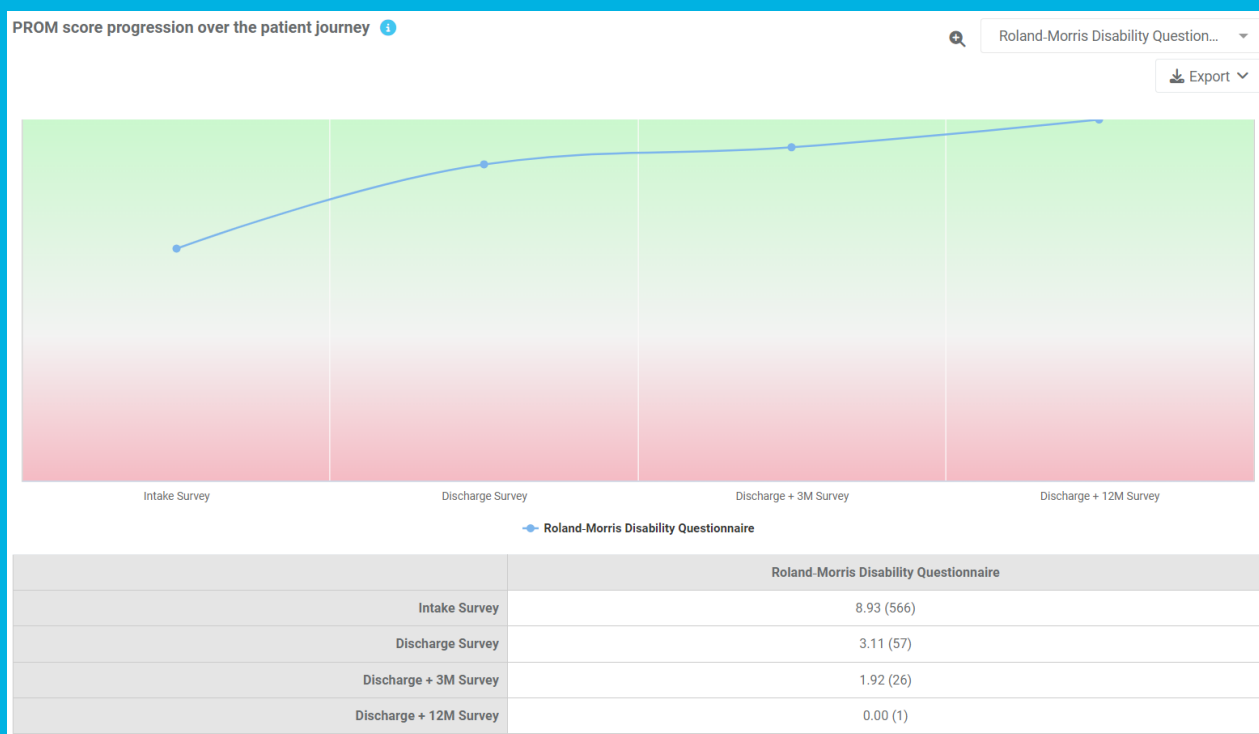 PROM score progression over the patient journey
Roland-Morris Disability Question...
Export
Intake Survey
Discharge Survey
Discharge + 3M Survey
Discharge + 12M Survey
Roland-Morris Disability Questionnaire
Roland-Morris Disability Questionnaire
Intake Survey 8.93 (566)
Discharge Survey 3.11 (57)
Discharge + 3M Survey 1.92 (26)
Discharge + 12M Survey 0.00 (1)